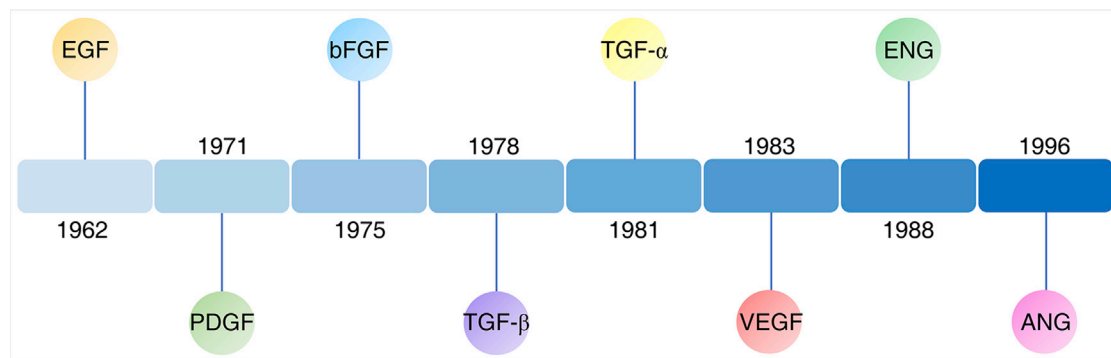 EGF
bFGF
TGF-α
ENG
1971
1978
1983
1996
1962
1975
1981
1988
PDGF
TGF-β
VEGF
ANG